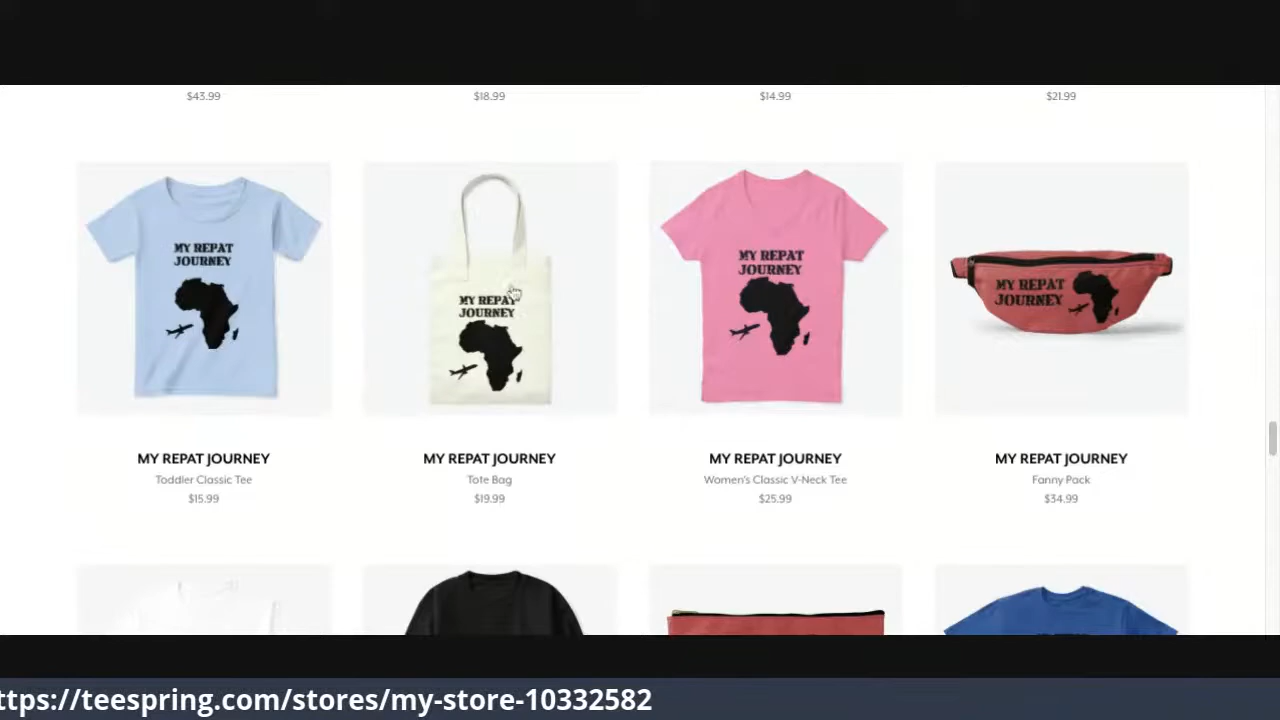 $43.99
$18.99
$14.99
$21.99
MY REPAT
JOURNEY
MY REPAT
JOURNEY
MY REPAT
JOURNEY
MY REPAT
JOURNEY
MY REPAT JOURNEY
Toddler Classic Tee
$15.99
MY REPAT JOURNEY
Tote Bag
$19.99
MY REPAT JOURNEY
Women's Classic V-Neck Tee
$25.99
MY REPAT JOURNEY
Fanny Pack
$34.99
ttps://teespring.com/stores/my-store-10332582